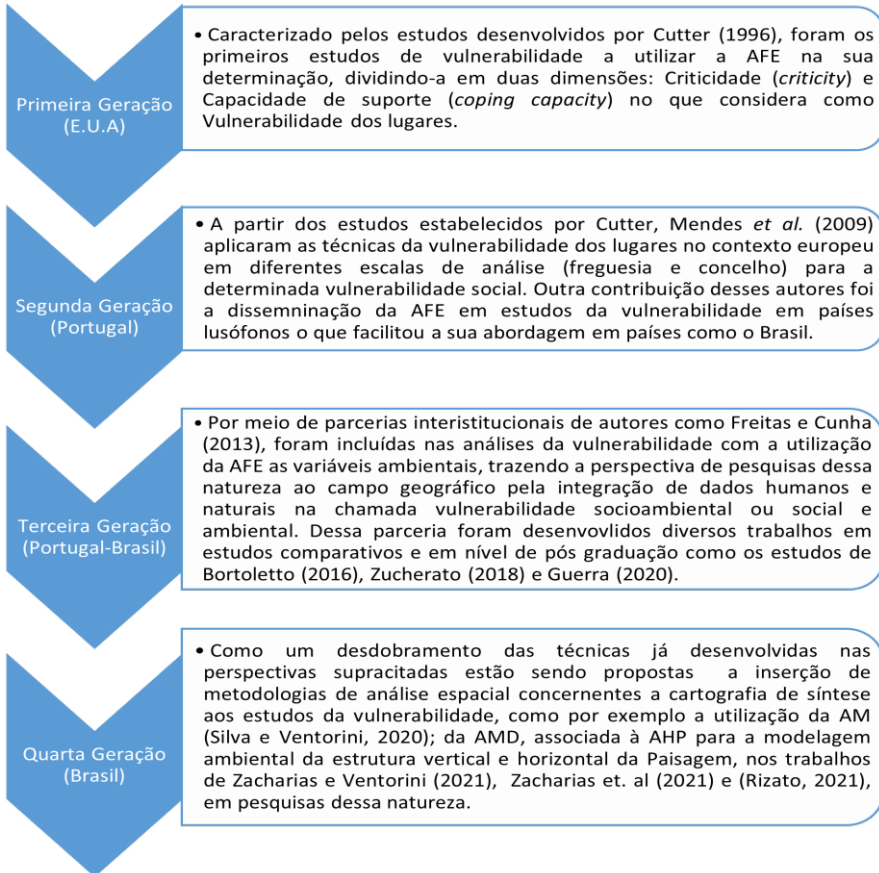 Primeira Geração
(E.U.A)
• Caracterizado pelos estudos desenvolvidos por Cutter (1996), foram os
primeiros estudos de vulnerabilidade a utilizar a AFE na sua
determinação, dividindo-a em duas dimensões: Criticidade (criticity) e
Capacidade de suporte (coping capacity) no que considera como
Vulnerabilidade dos lugares.
Segunda Geração
(Portugal)
• A partir dos estudos estabelecidos por Cutter, Mendes et al. (2009)
aplicaram as técnicas da vulnerabilidade dos lugares no contexto europeu
em diferentes escalas de análise (freguesia e concelho) para a
determinada vulnerabilidade social. Outra contribuição desses autores foi
a dissemninação da AFE em estudos da vulnerabilidade em países
lusófonos o que facilitou a sua abordagem em países como o Brasil.
Terceira Geração
(Portugal-Brasil)
• Por meio de parcerias interistitucionais de autores como Freitas e Cunha
(2013), foram incluídas nas análises da vulnerabilidade com a utilização
da AFE as variáveis ambientais, trazendo a perspectiva de pesquisas dessa
natureza ao campo geográfico pela integração de dados humanos e
naturais na chamada vulnerabilidade socioambiental ou social e
ambiental. Dessa parceria foram desenvovlidos diversos trabalhos em
estudos comparativos e em nível de pós graduação como os estudos de
Bortoletto (2016), Zucherato (2018) e Guerra (2020).
Quarta Geração
(Brasil)
• Como um desdobramento das técnicas já desenvolvidas nas
perspectivas supracitadas estão sendo propostas a inserção de
metodologias de análise espacial concernentes a cartografia de síntese
aos estudos da vulnerabilidade, como por exemplo a utilização da AM
(Silva e Ventorini, 2020); da AMD, associada à AHP para a modelagem
ambiental da estrutura vertical e horizontal da Paisagem, nos trabalhos
de Zacharias e Ventorini (2021), Zacharias et. al (2021) e (Rizato, 2021),
em pesquisas dessa natureza.